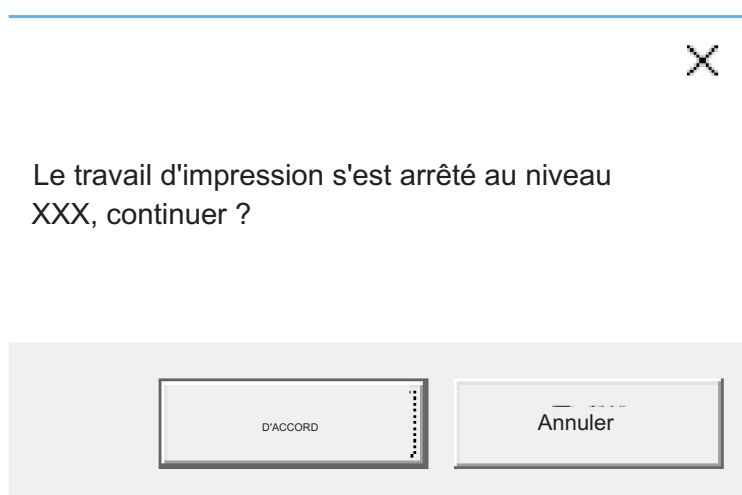 Le travail d'impression s'est arrêté au niveau
XXX, continuer ?
D'ACCORD
Annuler